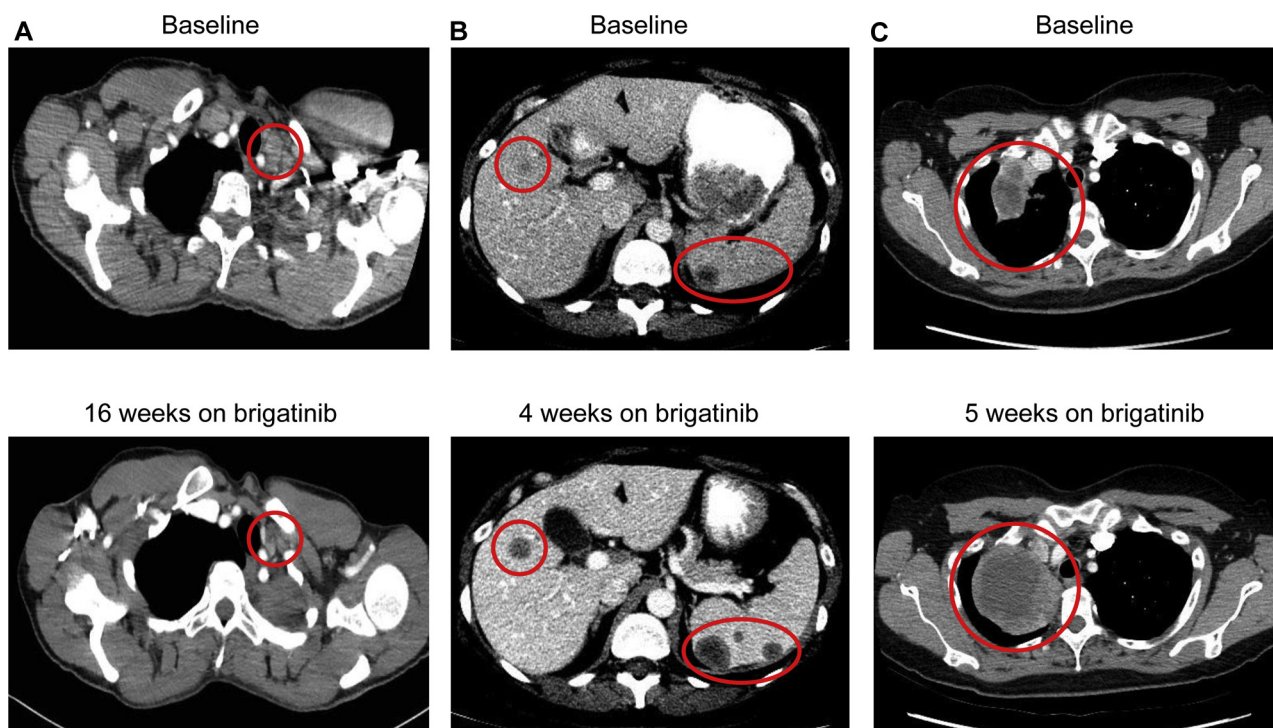 A
Baseline
B
Baseline
C
Baseline
16 weeks on brigatinib
4 weeks on brigatinib
5 weeks on brigatinib